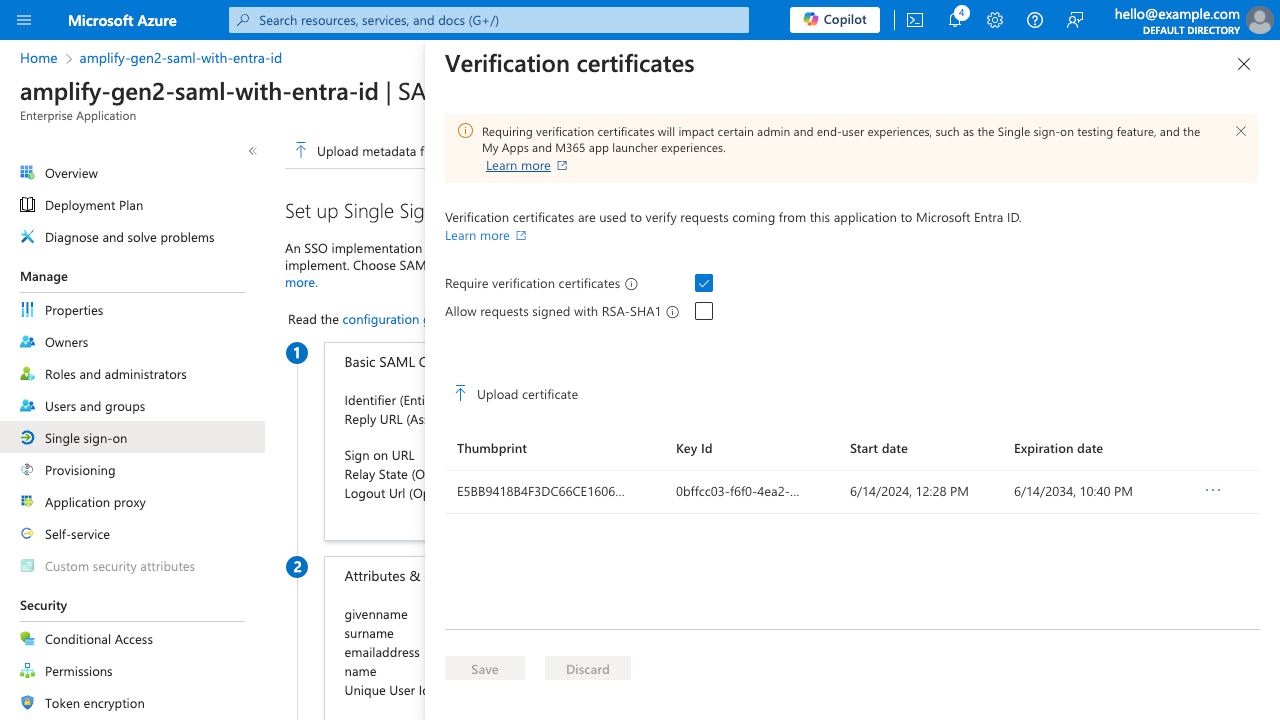 Microsoft Azure
Search resources, services, and docs (G+/)
Copilot
4
hello@example.com
DEFAULT DIRECTORY
Home
amplify-gen2-saml-with-entra-id
amplify-gen2-saml-with-entra-id | SA
Enterprise Application
Overview
Deployment Plan
Diagnose and solve problems
Manage
Properties
Owners
Roles and administrators
Users and groups
Single sign-on
Provisioning
Application proxy
Self-service
Custom security attributes
Security
Conditional Access
Permissions
Token encryption
Upload metadata f
Set up Single Sig
An SSO implementation
implement. Choose SAM
more.
Read the configuration g
1
Basic SAML C
Identifier (Enti
Reply URL (Ass
Sign on URL
Relay State (O
Logout Url (Op
2
Attributes &
givenname
surname
emailaddress
name
Unique User Id
Verification certificates
Requiring verification certificates will impact certain admin and end-user experiences, such as the Single sign-on testing feature, and the
My Apps and M365 app launcher experiences.
Learn more
Verification certificates are used to verify requests coming from this application to Microsoft Entra ID.
Learn more
Require verification certificates
Allow requests signed with RSA-SHA1
Upload certificate
Thumbprint Key Id Start date Expiration date
E5BB9418B4F3DC66CE1606... 0bffcc03-f6f0-4ea2-... 6/14/2024, 12:28 PM 6/14/2034, 10:40 PM
Save Discard